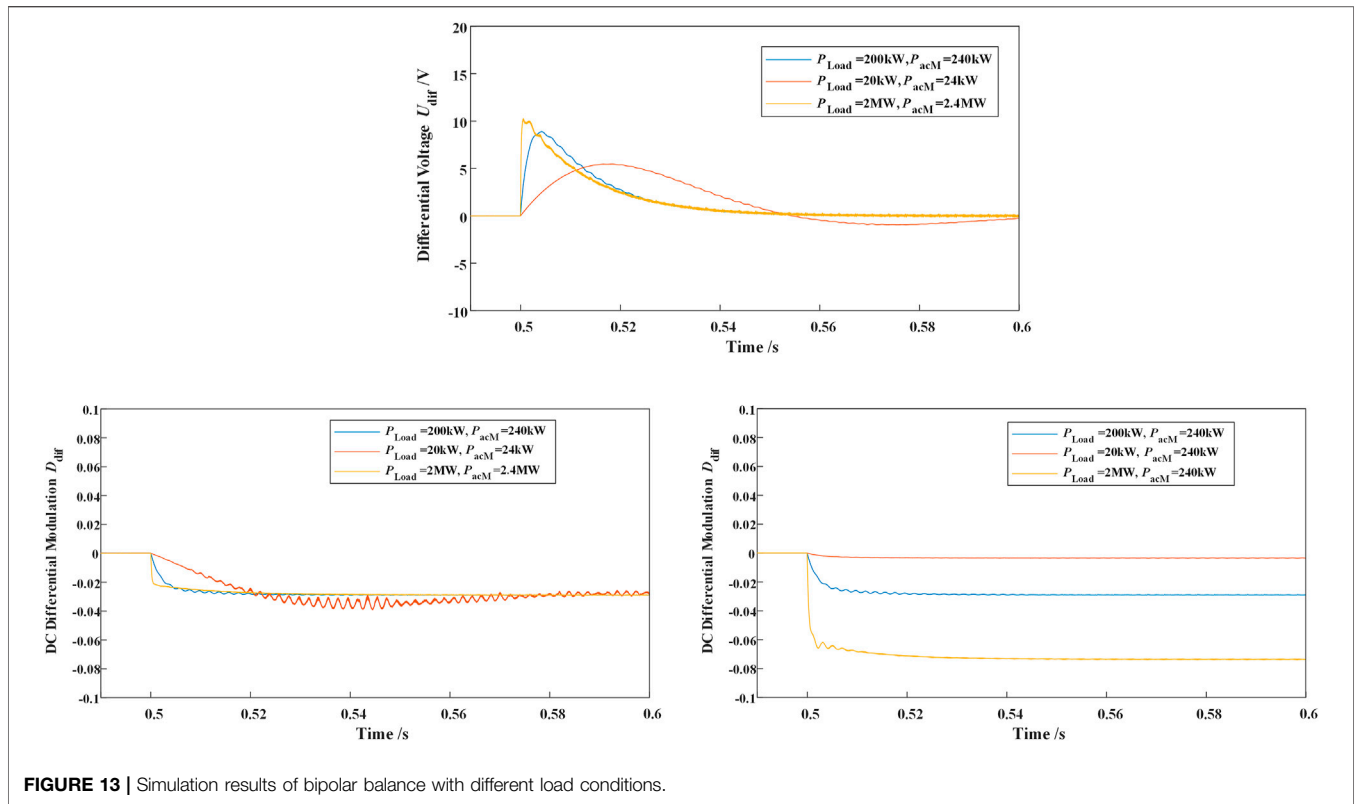 20
15
10
5
0
-5
-10
Differential Voltage U_dif /V
P_Load =200kW, P_acM=240kW
P_Load =20kW, P_acM=24kW
P_Load =2MW, P_acM=2.4MW
0.5 0.52 0.54 0.56 0.58 0.6
Time /s
0.1
0.08
0.06
0.04
0.02
0
-0.02
-0.04
-0.06
-0.08
-0.1
DC Differential Modulation D_dif
P_Load =200kW, P_acM=240kW
P_Load =20kW, P_acM=24kW
P_Load =2MW, P_acM=2.4MW
0.5 0.52 0.54 0.56 0.58 0.6
Time /s
0.1
0.08
0.06
0.04
0.02
0
-0.02
-0.04
-0.06
-0.08
-0.1
DC Differential Modulation D_dif
P_Load =200kW, P_acM=240kW
P_Load =20kW, P_acM=240kW
P_Load =2MW, P_acM=240kW
0.5 0.52 0.54 0.56 0.58 0.6
Time /s
FIGURE 13 | Simulation results of bipolar balance with different load conditions.